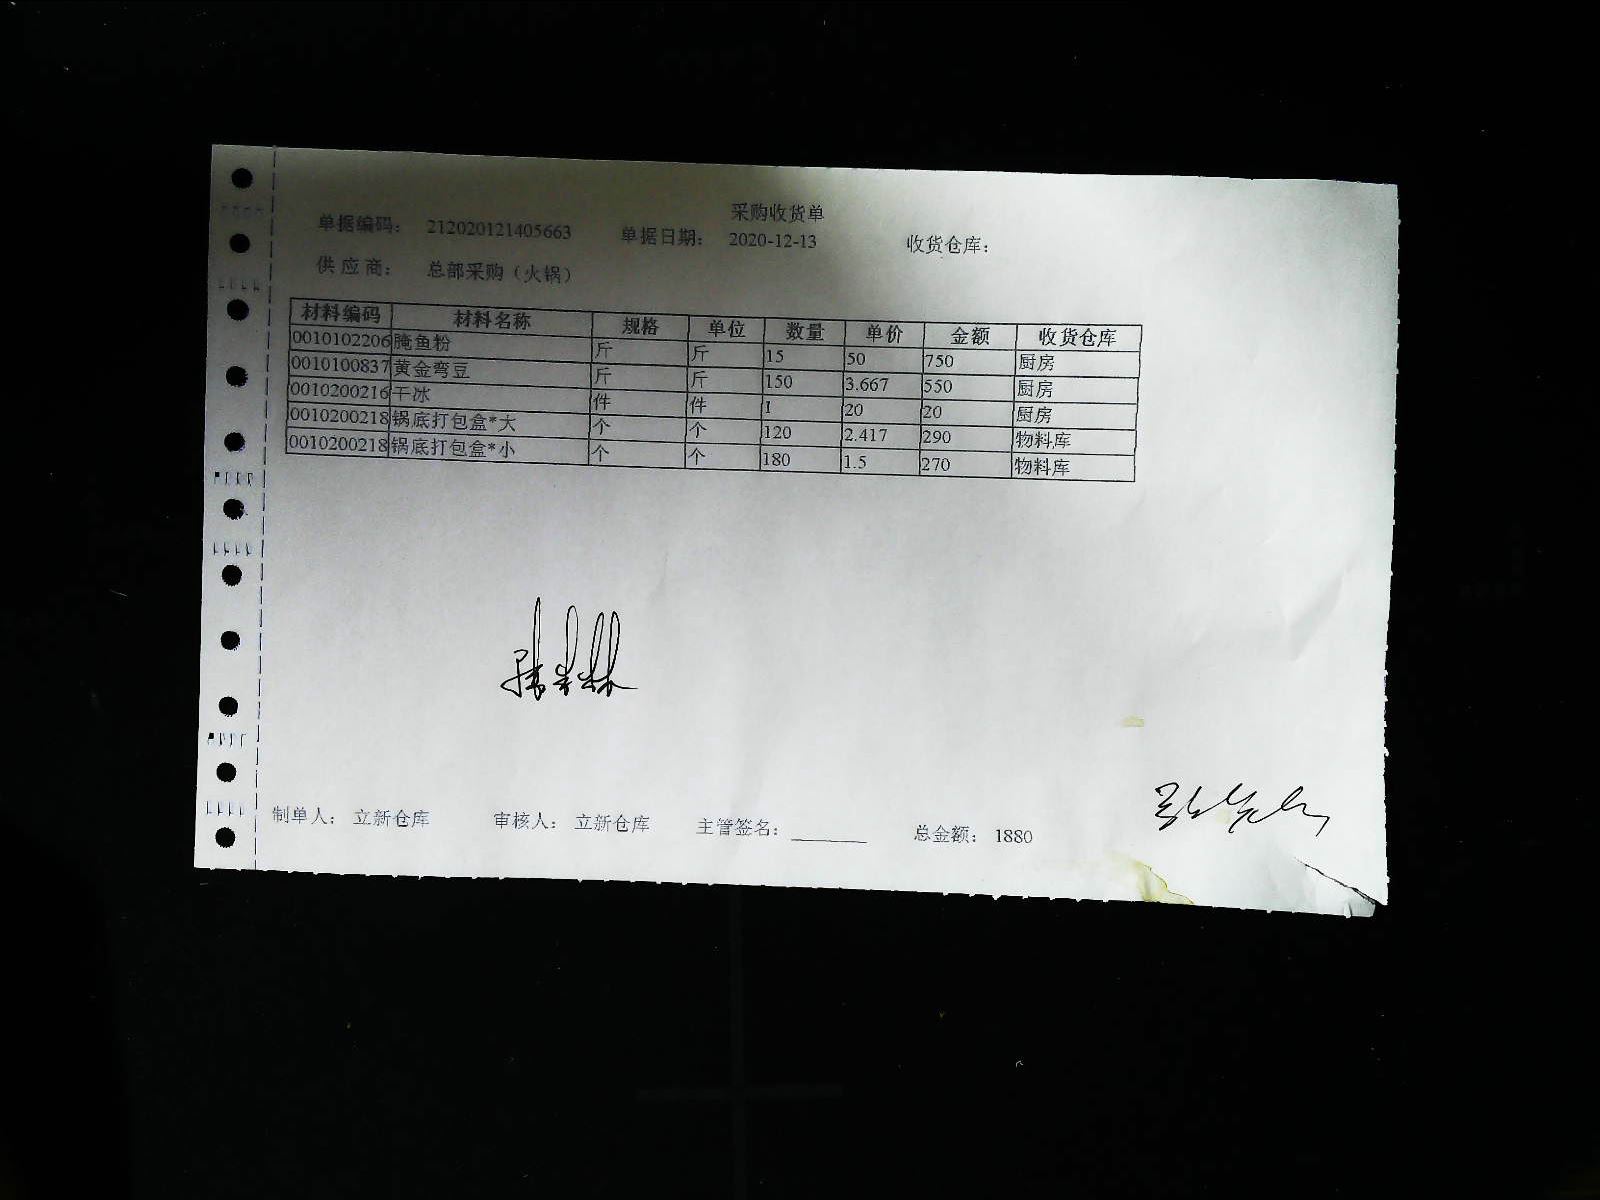 采购收货单
单据编码： 212020121405663 单据日期： 2020-12-13 收货仓库：
供应商： 总部采购（火锅）
材料编码 材料名称 规格 单位 数量 单价 金额 收货仓库
0010102206 腌鱼粉 斤 斤 15 50 750 厨房
0010100837 黄金弯豆 斤 斤 150 3.667 550 厨房
0010200216 干冰 件 件 1 20 20 厨房
0010200218 锅底打包盒*大 个 个 120 2.417 290 物料库
0010200218 锅底打包盒*小 个 个 180 1.5 270 物料库
制单人： 立新仓库 审核人： 立新仓库 主管签名： 总金额： 1880